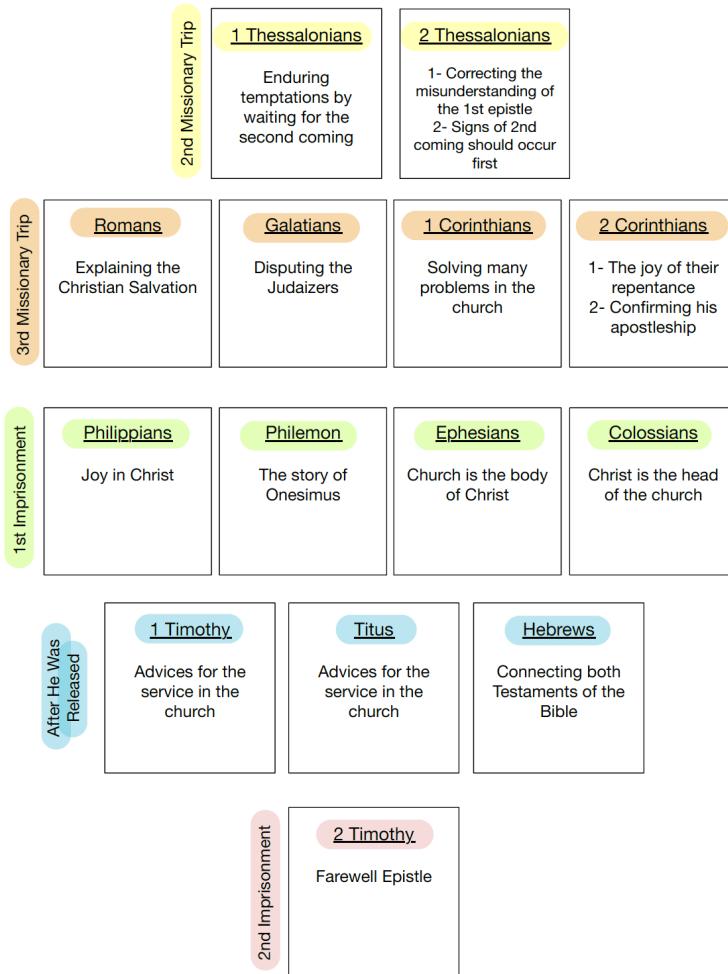 2nd Missionary Trip
1 Thessalonians
Enduring
temptations by
waiting for the
second coming
2 Thessalonians
1- Correcting the
misunderstanding of
the 1st epistle
2- Signs of 2nd
coming should occur
first
3rd Missionary Trip
Romans
Explaining the
Christian Salvation
Galatians
Disputing the
Judaizers
1 Corinthians
Solving many
problems in the
church
2 Corinthians
1- The joy of their
repentance
2- Confirming his
apostleship
1st Imprisonment
Philippians
Joy in Christ
Philemon
The story of
Onesimus
Ephesians
Church is the body
of Christ
Colossians
Christ is the head
of the church
After He Was
Released
1 Timothy
Advices for the
service in the
church
Titus
Advices for the
service in the
church
Hebrews
Connecting both
Testaments of the
Bible
2nd Imprisonment
2 Timothy
Farewell Epistle